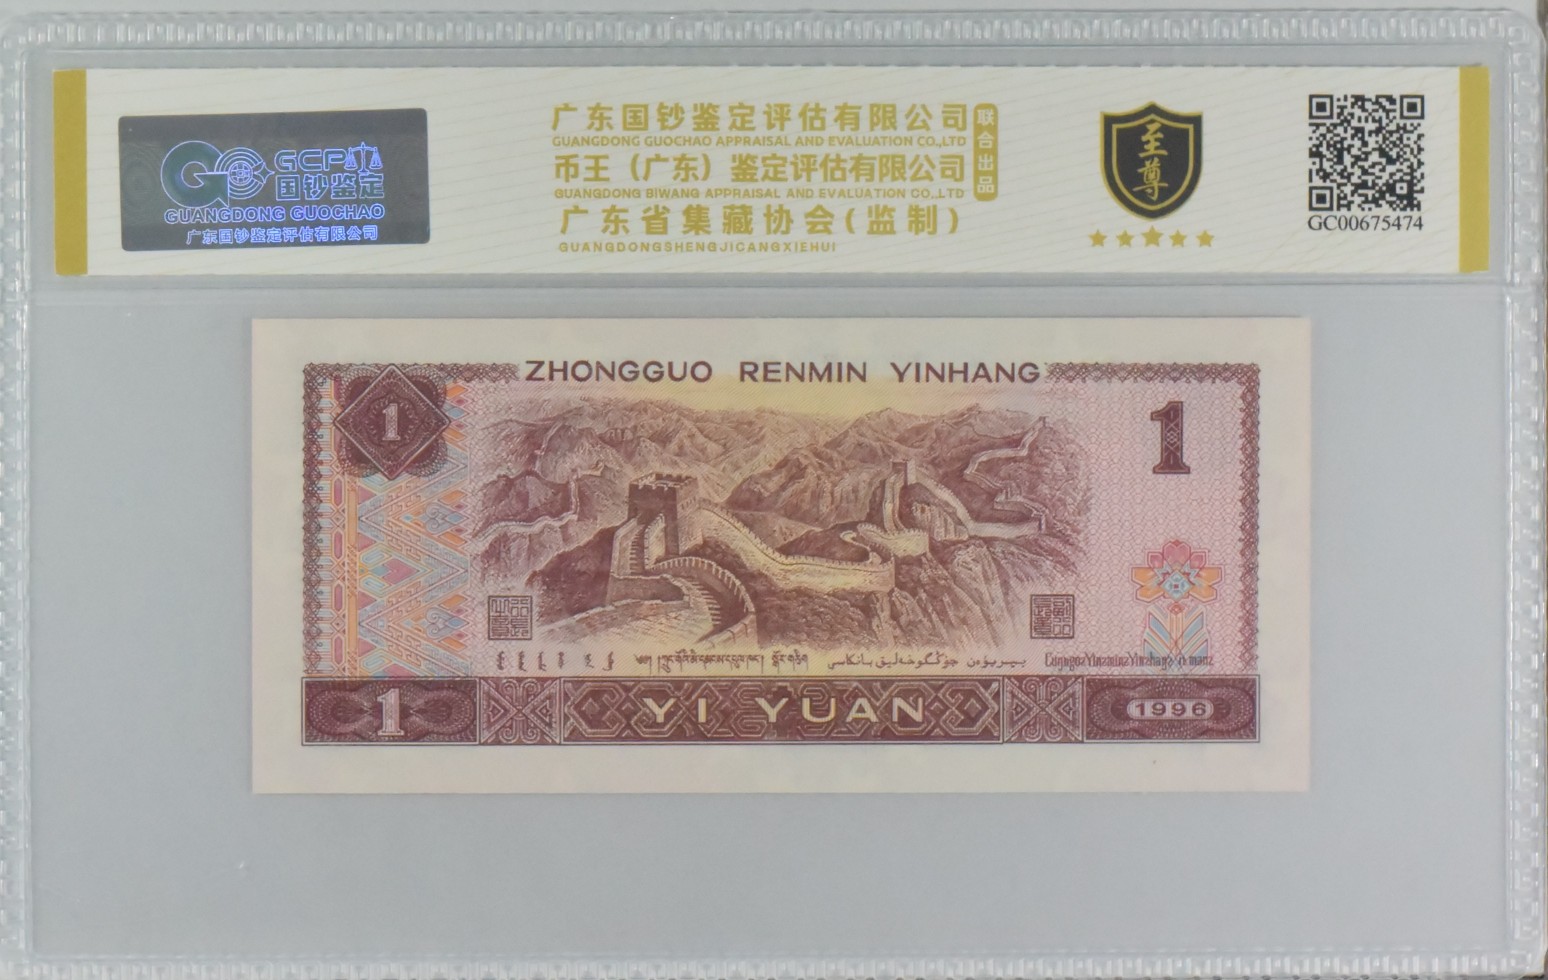 GCP
国钞鉴定
GUANGDONG GUOCHAO
广东国钞鉴定评估有限公司
广东国钞鉴定评估有限公司
GUANGDONG GUOCHAO APPRAISAL AND EVALUATION CO.,LTD
币王（广东）鉴定评估有限公司
GUANGDONG BIWANG APPRAISAL AND EVALUATION CO.,LTD
广东省集藏协会(监制)
GUANGDONGSHENGJICANGXIEHUI
联合出品
至尊
GC00675474
ZHONGGUO RENMIN YINHANG
1
1
1
YI YUAN
1996